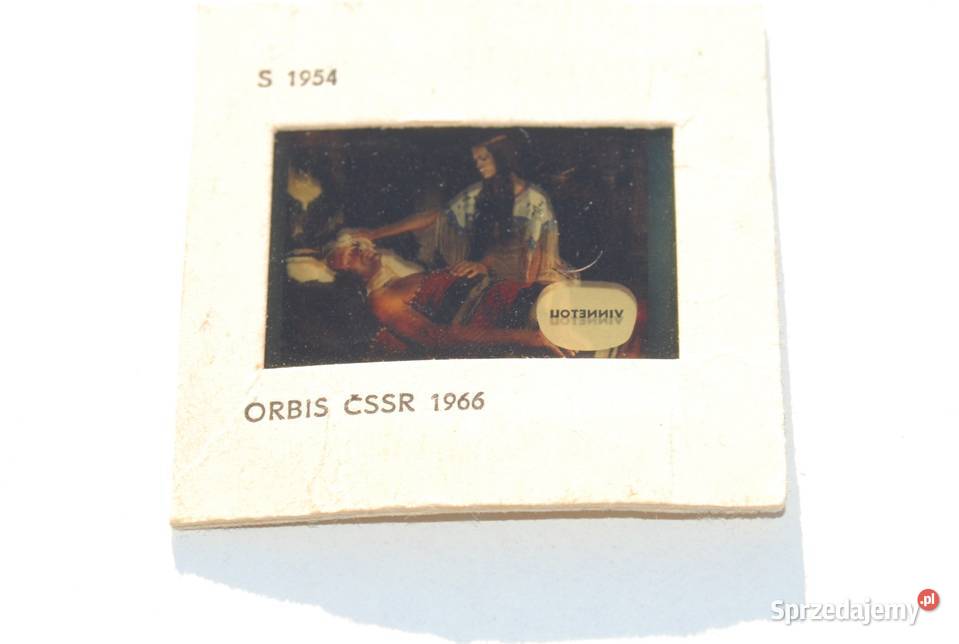 S 1954
VINNETOU
ORBIS ČSSR 1966
Sprzedajemy.pl